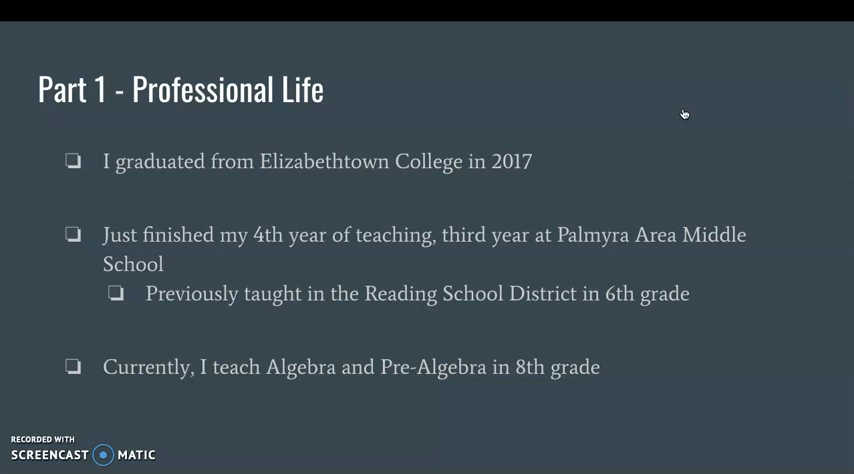 Part 1 - Professional Life
❏ I graduated from Elizabethtown College in 2017
❏ Just finished my 4th year of teaching, third year at Palmyra Area Middle
School
❏ Previously taught in the Reading School District in 6th grade
❏ Currently, I teach Algebra and Pre-Algebra in 8th grade
RECORDED WITH
SCREENCAST MATIC